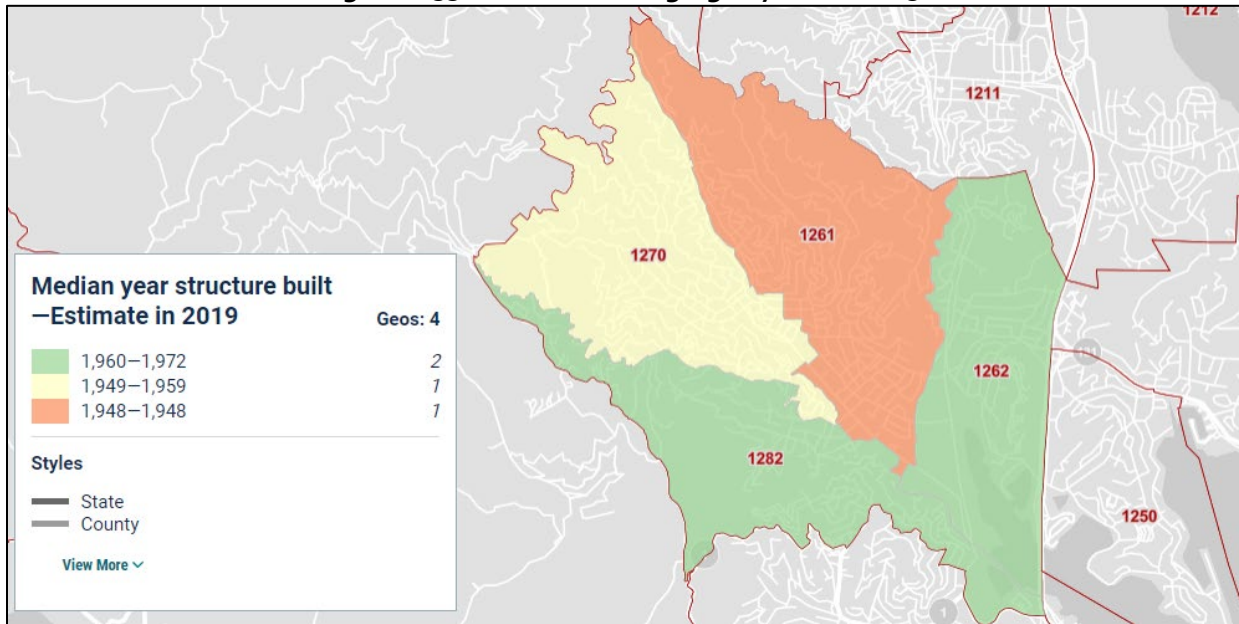 1212
1211
1261
1270
1262
1282
1250
1
Median year structure built
—Estimate in 2019
Geos: 4
1,960—1,972 2
1,949—1,959 1
1,948—1,948 1
Styles
State
County
View More